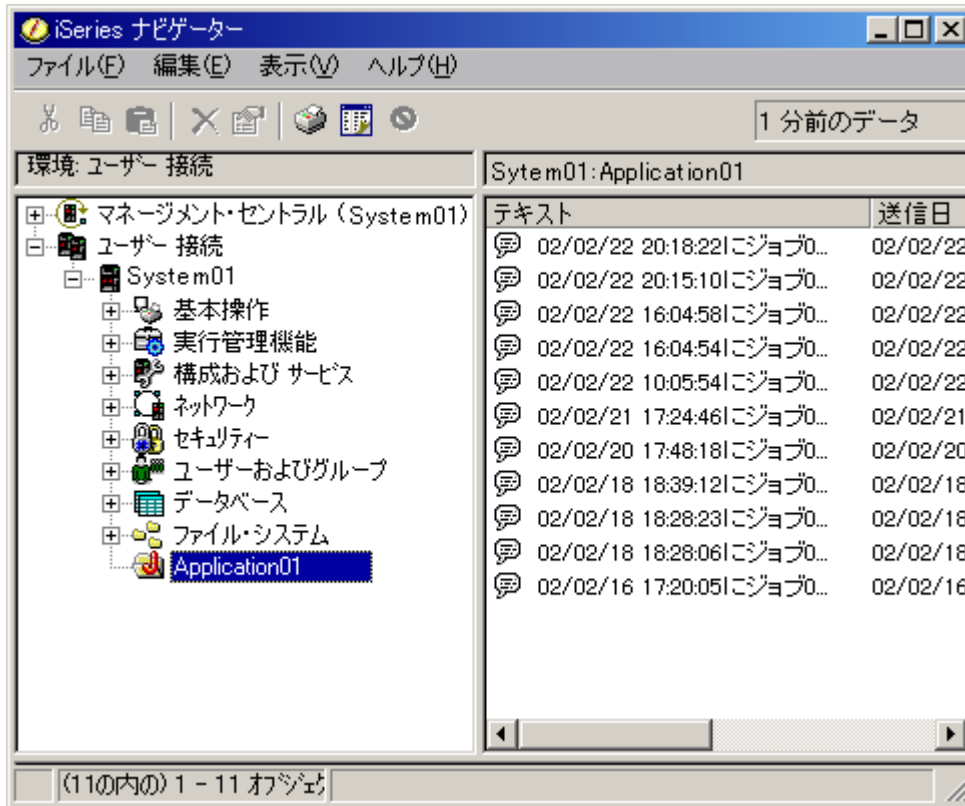 iSeries ナビゲーター
ファイル(F) 編集(E) 表示(V) ヘルプ(H)
1 分前のデータ
環境: ユーザー 接続
Sytem01:Application01
マネージメント・セントラル (System01)
ユーザー 接続
System01
基本操作
実行管理機能
構成および サービス
ネットワーク
セキュリティー
ユーザーおよびグループ
データベース
ファイル・システム
Application01
テキスト 送信日
02/02/22 20:18:22にジョブ0... 02/02/22
02/02/22 20:15:10にジョブ0... 02/02/22
02/02/22 16:04:58にジョブ0... 02/02/22
02/02/22 16:04:54にジョブ0... 02/02/22
02/02/22 10:05:54にジョブ0... 02/02/22
02/02/21 17:24:46にジョブ0... 02/02/21
02/02/20 17:48:18にジョブ0... 02/02/20
02/02/18 18:39:12にジョブ0... 02/02/18
02/02/18 18:28:23にジョブ0... 02/02/18
02/02/18 18:28:06にジョブ0... 02/02/18
02/02/16 17:20:05にジョブ0... 02/02/16
(11の内の) 1 - 11 オブジェク